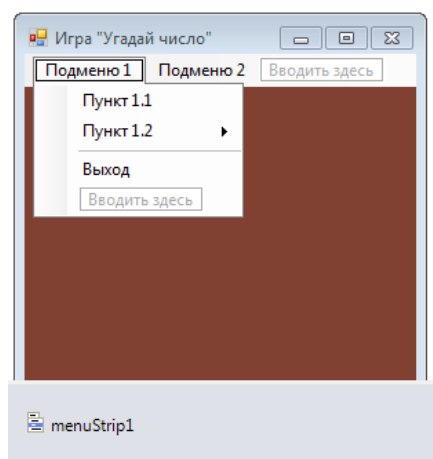 Игра "Угадай число"
Подменю 1 Подменю 2 Вводить здесь
Пункт 1.1
Пункт 1.2
Выход
Вводить здесь
menuStrip1